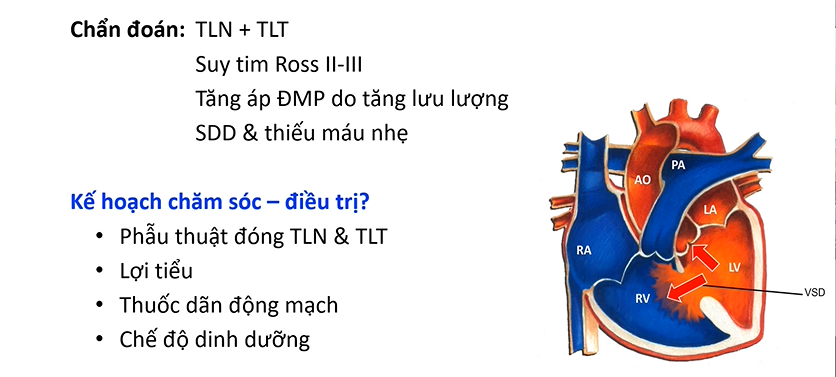 Chẩn đoán: TLN + TLT
Suy tim Ross II-III
Tăng áp ĐMP do tăng lưu lượng
SDD & thiếu máu nhẹ
Kế hoạch chăm sóc – điều trị?
• Phẫu thuật đóng TLN & TLT
• Lợi tiểu
• Thuốc dãn động mạch
• Chế độ dinh dưỡng
PA
AO
LA
RA
LV
RV
VSD